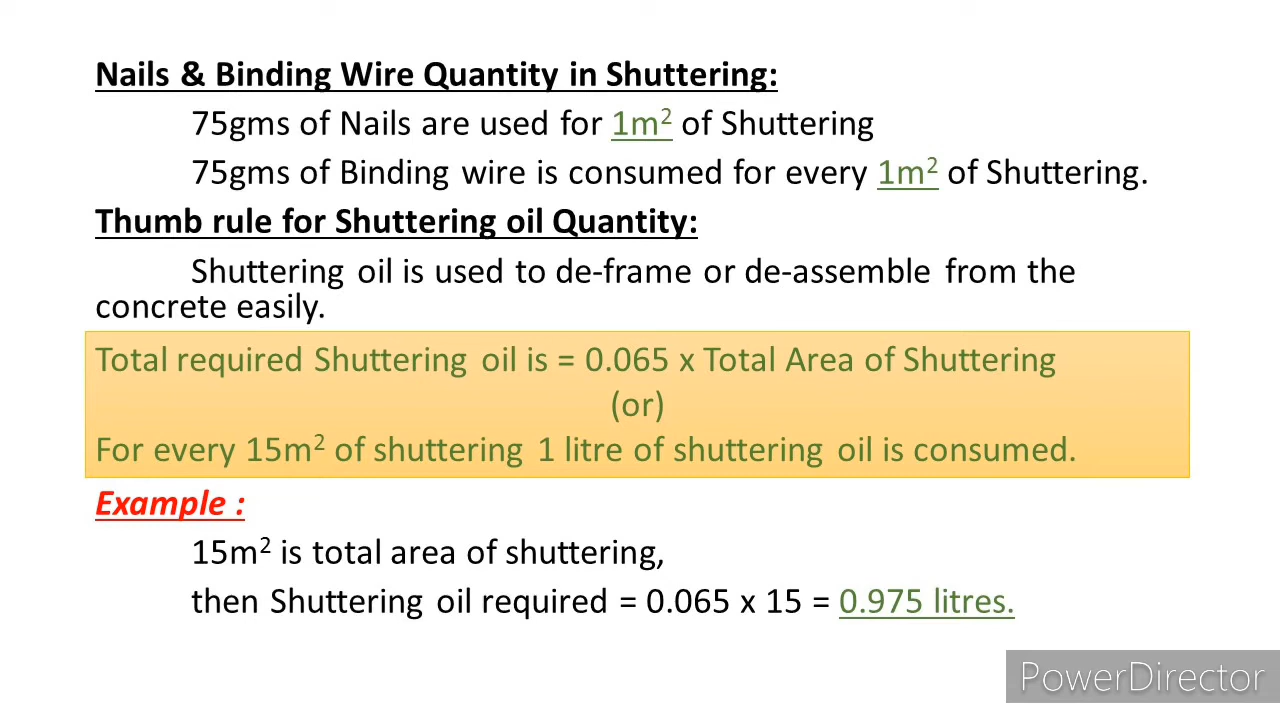 Nails & Binding Wire Quantity in Shuttering:
75gms of Nails are used for 1m² of Shuttering
75gms of Binding wire is consumed for every 1m² of Shuttering.
Thumb rule for Shuttering oil Quantity:
Shuttering oil is used to de-frame or de-assemble from the
concrete easily.
Total required Shuttering oil is = 0.065 x Total Area of Shuttering
(or)
For every 15m² of shuttering 1 litre of shuttering oil is consumed.
Example :
15m² is total area of shuttering,
then Shuttering oil required = 0.065 x 15 = 0.975 litres.
PowerDirector